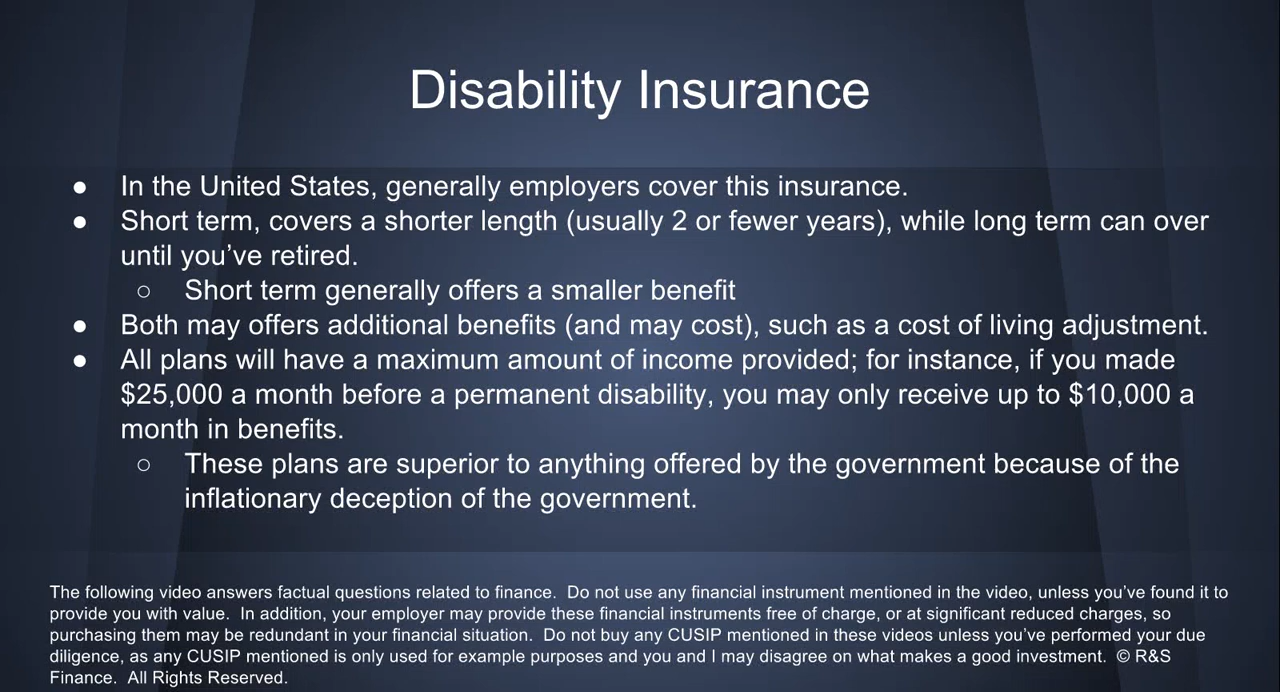 Disability Insurance
● In the United States, generally employers cover this insurance.
● Short term, covers a shorter length (usually 2 or fewer years), while long term can over
until you’ve retired.
○ Short term generally offers a smaller benefit
● Both may offers additional benefits (and may cost), such as a cost of living adjustment.
● All plans will have a maximum amount of income provided; for instance, if you made
$25,000 a month before a permanent disability, you may only receive up to $10,000 a
month in benefits.
○ These plans are superior to anything offered by the government because of the
inflationary deception of the government.
The following video answers factual questions related to finance.  Do not use any financial instrument mentioned in the video, unless you’ve found it to
provide you with value.  In addition, your employer may provide these financial instruments free of charge, or at significant reduced charges, so
purchasing them may be redundant in your financial situation.  Do not buy any CUSIP mentioned in these videos unless you’ve performed your due
diligence, as any CUSIP mentioned is only used for example purposes and you and I may disagree on what makes a good investment.  © R&S
Finance.  All Rights Reserved.